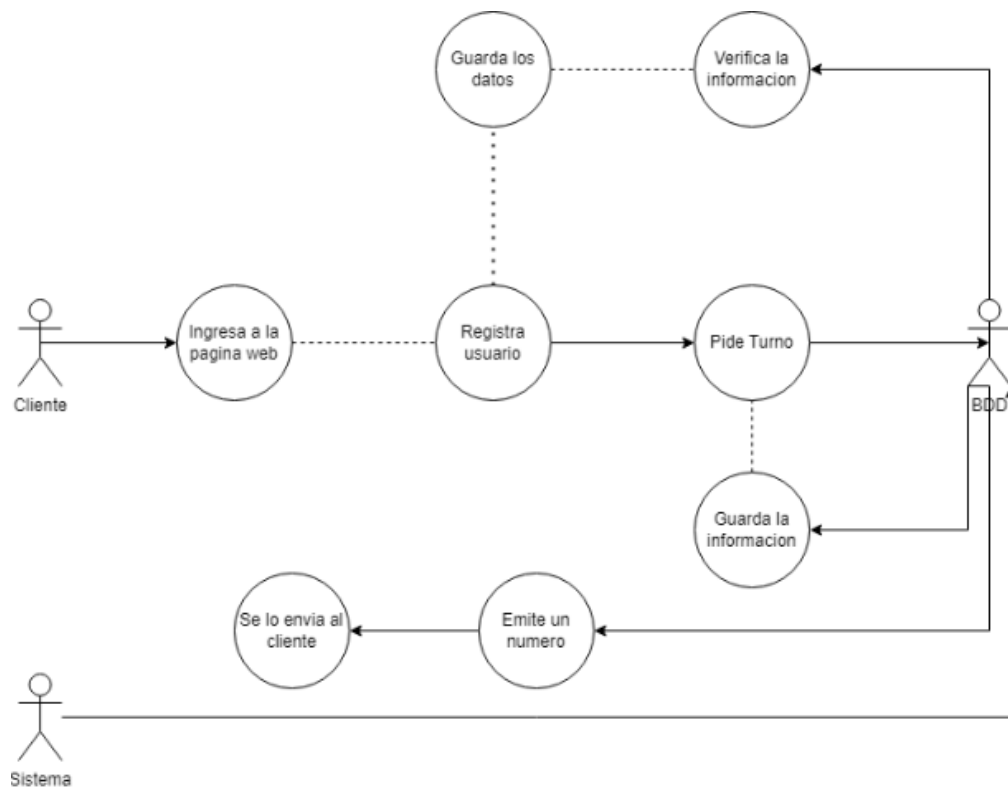 Guarda los
datos
Verifica la
informacion
Cliente
Ingresa a la
pagina web
Registra
usuario
Pide Turno
BDD
Guarda la
informacion
Se lo envia al
cliente
Emite un
numero
Sistema